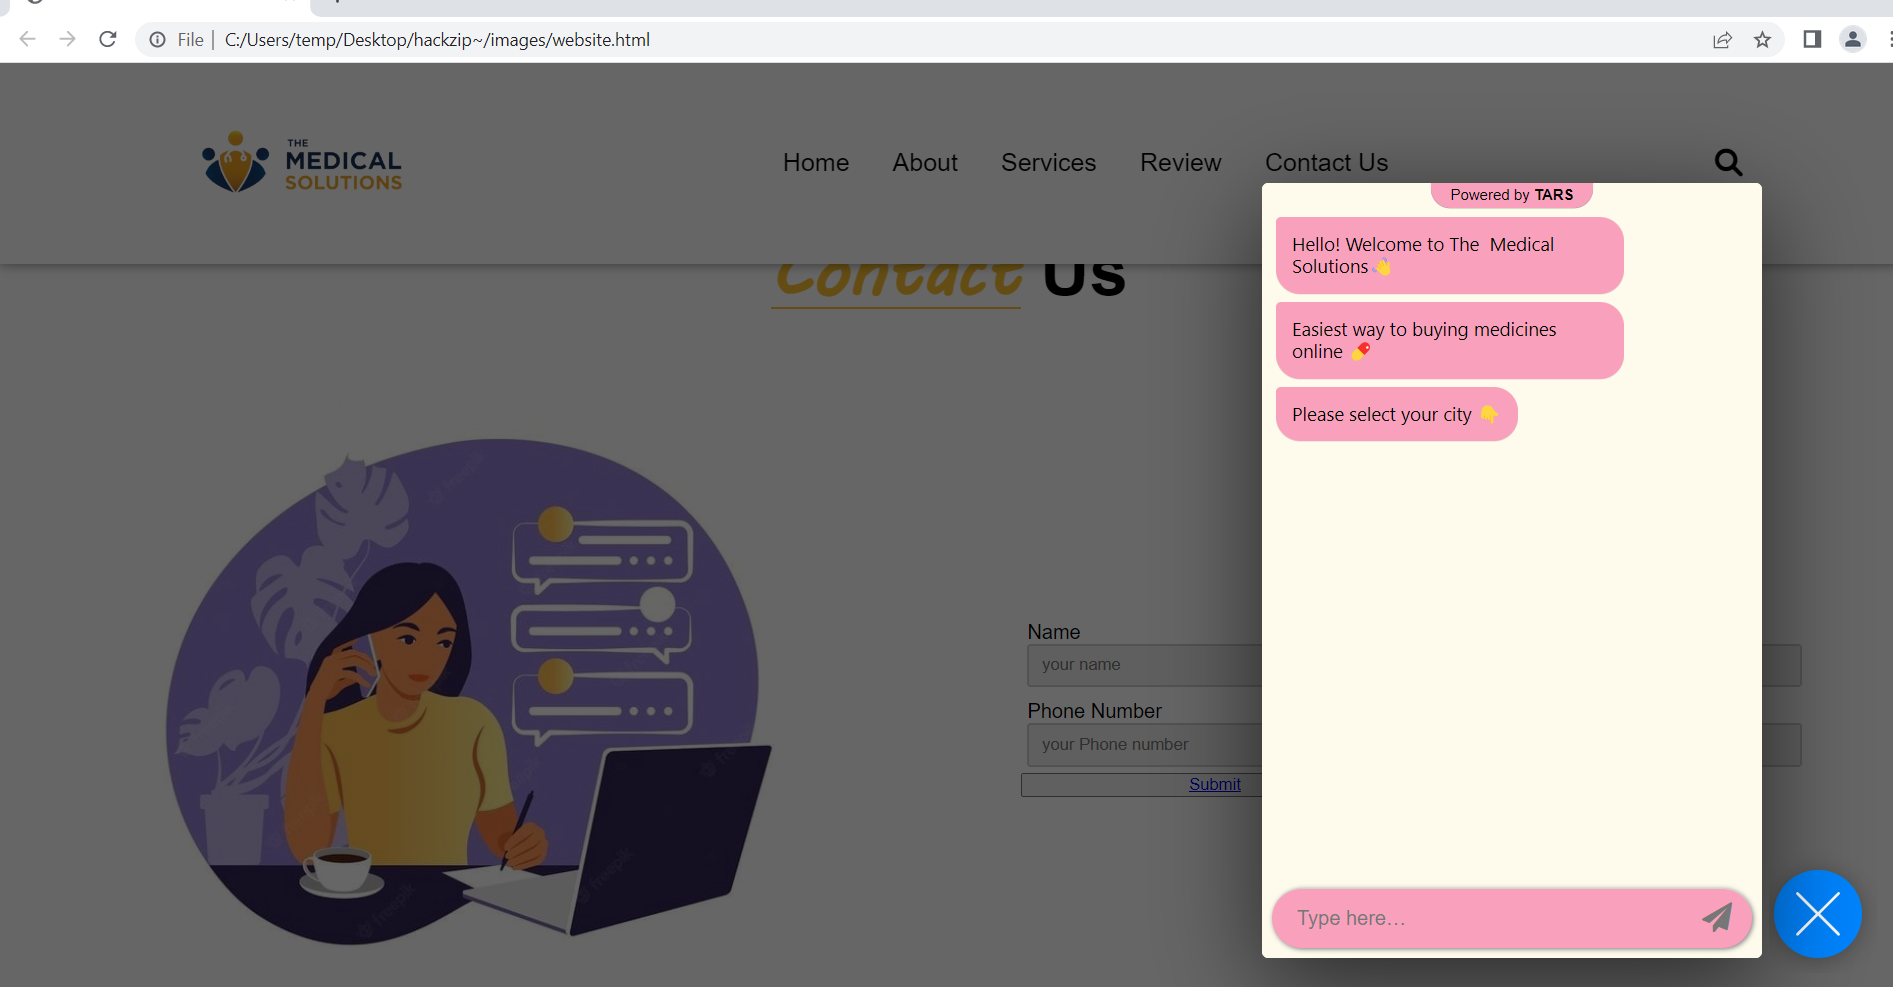 File | C:/Users/temp/Desktop/hackzip~/images/website.html
THE
MEDICAL
SOLUTIONS
Home About Services Review Contact Us
Contact Us
Powered by TARS
Hello! Welcome to The Medical
Solutions 👋
Easiest way to buying medicines
online 💊
Please select your city 👇
Name
your name
Phone Number
your Phone number
Submit
Type here...
freepik
freepik